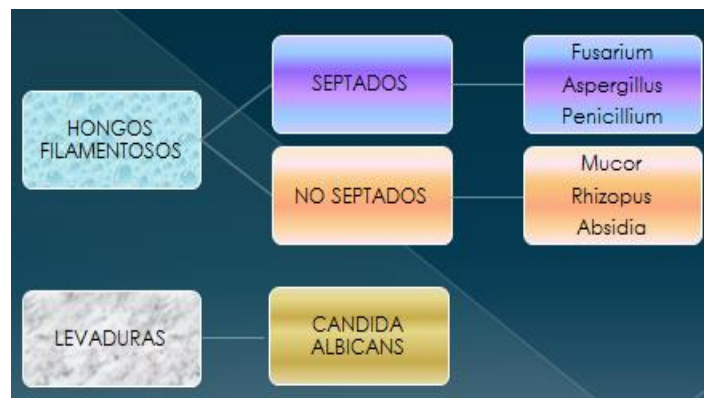 HONGOS
FILAMENTOSOS
SEPTADOS
Fusarium
Aspergillus
Penicillium
NO SEPTADOS
Mucor
Rhizopus
Absidia
LEVADURAS
CANDIDA
ALBICANS